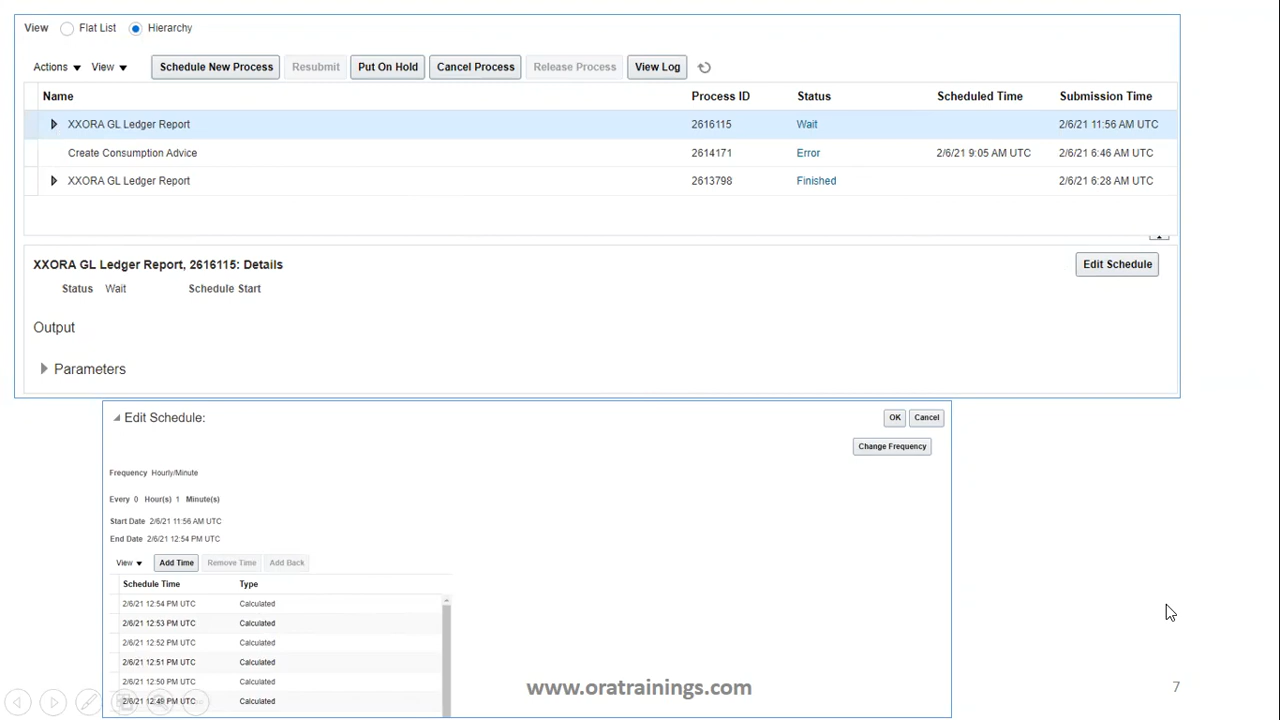 View Flat List Hierarchy
Actions View Schedule New Process Resubmit Put On Hold Cancel Process Release Process View Log
Name Process ID Status Scheduled Time Submission Time
XXORA GL Ledger Report 2616115 Wait 2/6/21 11:56 AM UTC
Create Consumption Advice 2614171 Error 2/6/21 9:05 AM UTC 2/6/21 6:46 AM UTC
XXORA GL Ledger Report 2613798 Finished 2/6/21 6:28 AM UTC
XXORA GL Ledger Report, 2616115: Details Edit Schedule
Status Wait Schedule Start
Output
Parameters
Edit Schedule: OK Cancel
Change Frequency
Frequency Hourly/Minute
Every 0 Hour(s) 1 Minute(s)
Start Date 2/6/21 11:56 AM UTC
End Date 2/6/21 12:54 PM UTC
View Add Time Remove Time Add Back
Schedule Time Type
2/6/21 12:54 PM UTC Calculated
2/6/21 12:53 PM UTC Calculated
2/6/21 12:52 PM UTC Calculated
2/6/21 12:51 PM UTC Calculated
2/6/21 12:50 PM UTC Calculated
2/6/21 12:49 PM UTC Calculated
www.oratrainings.com
7